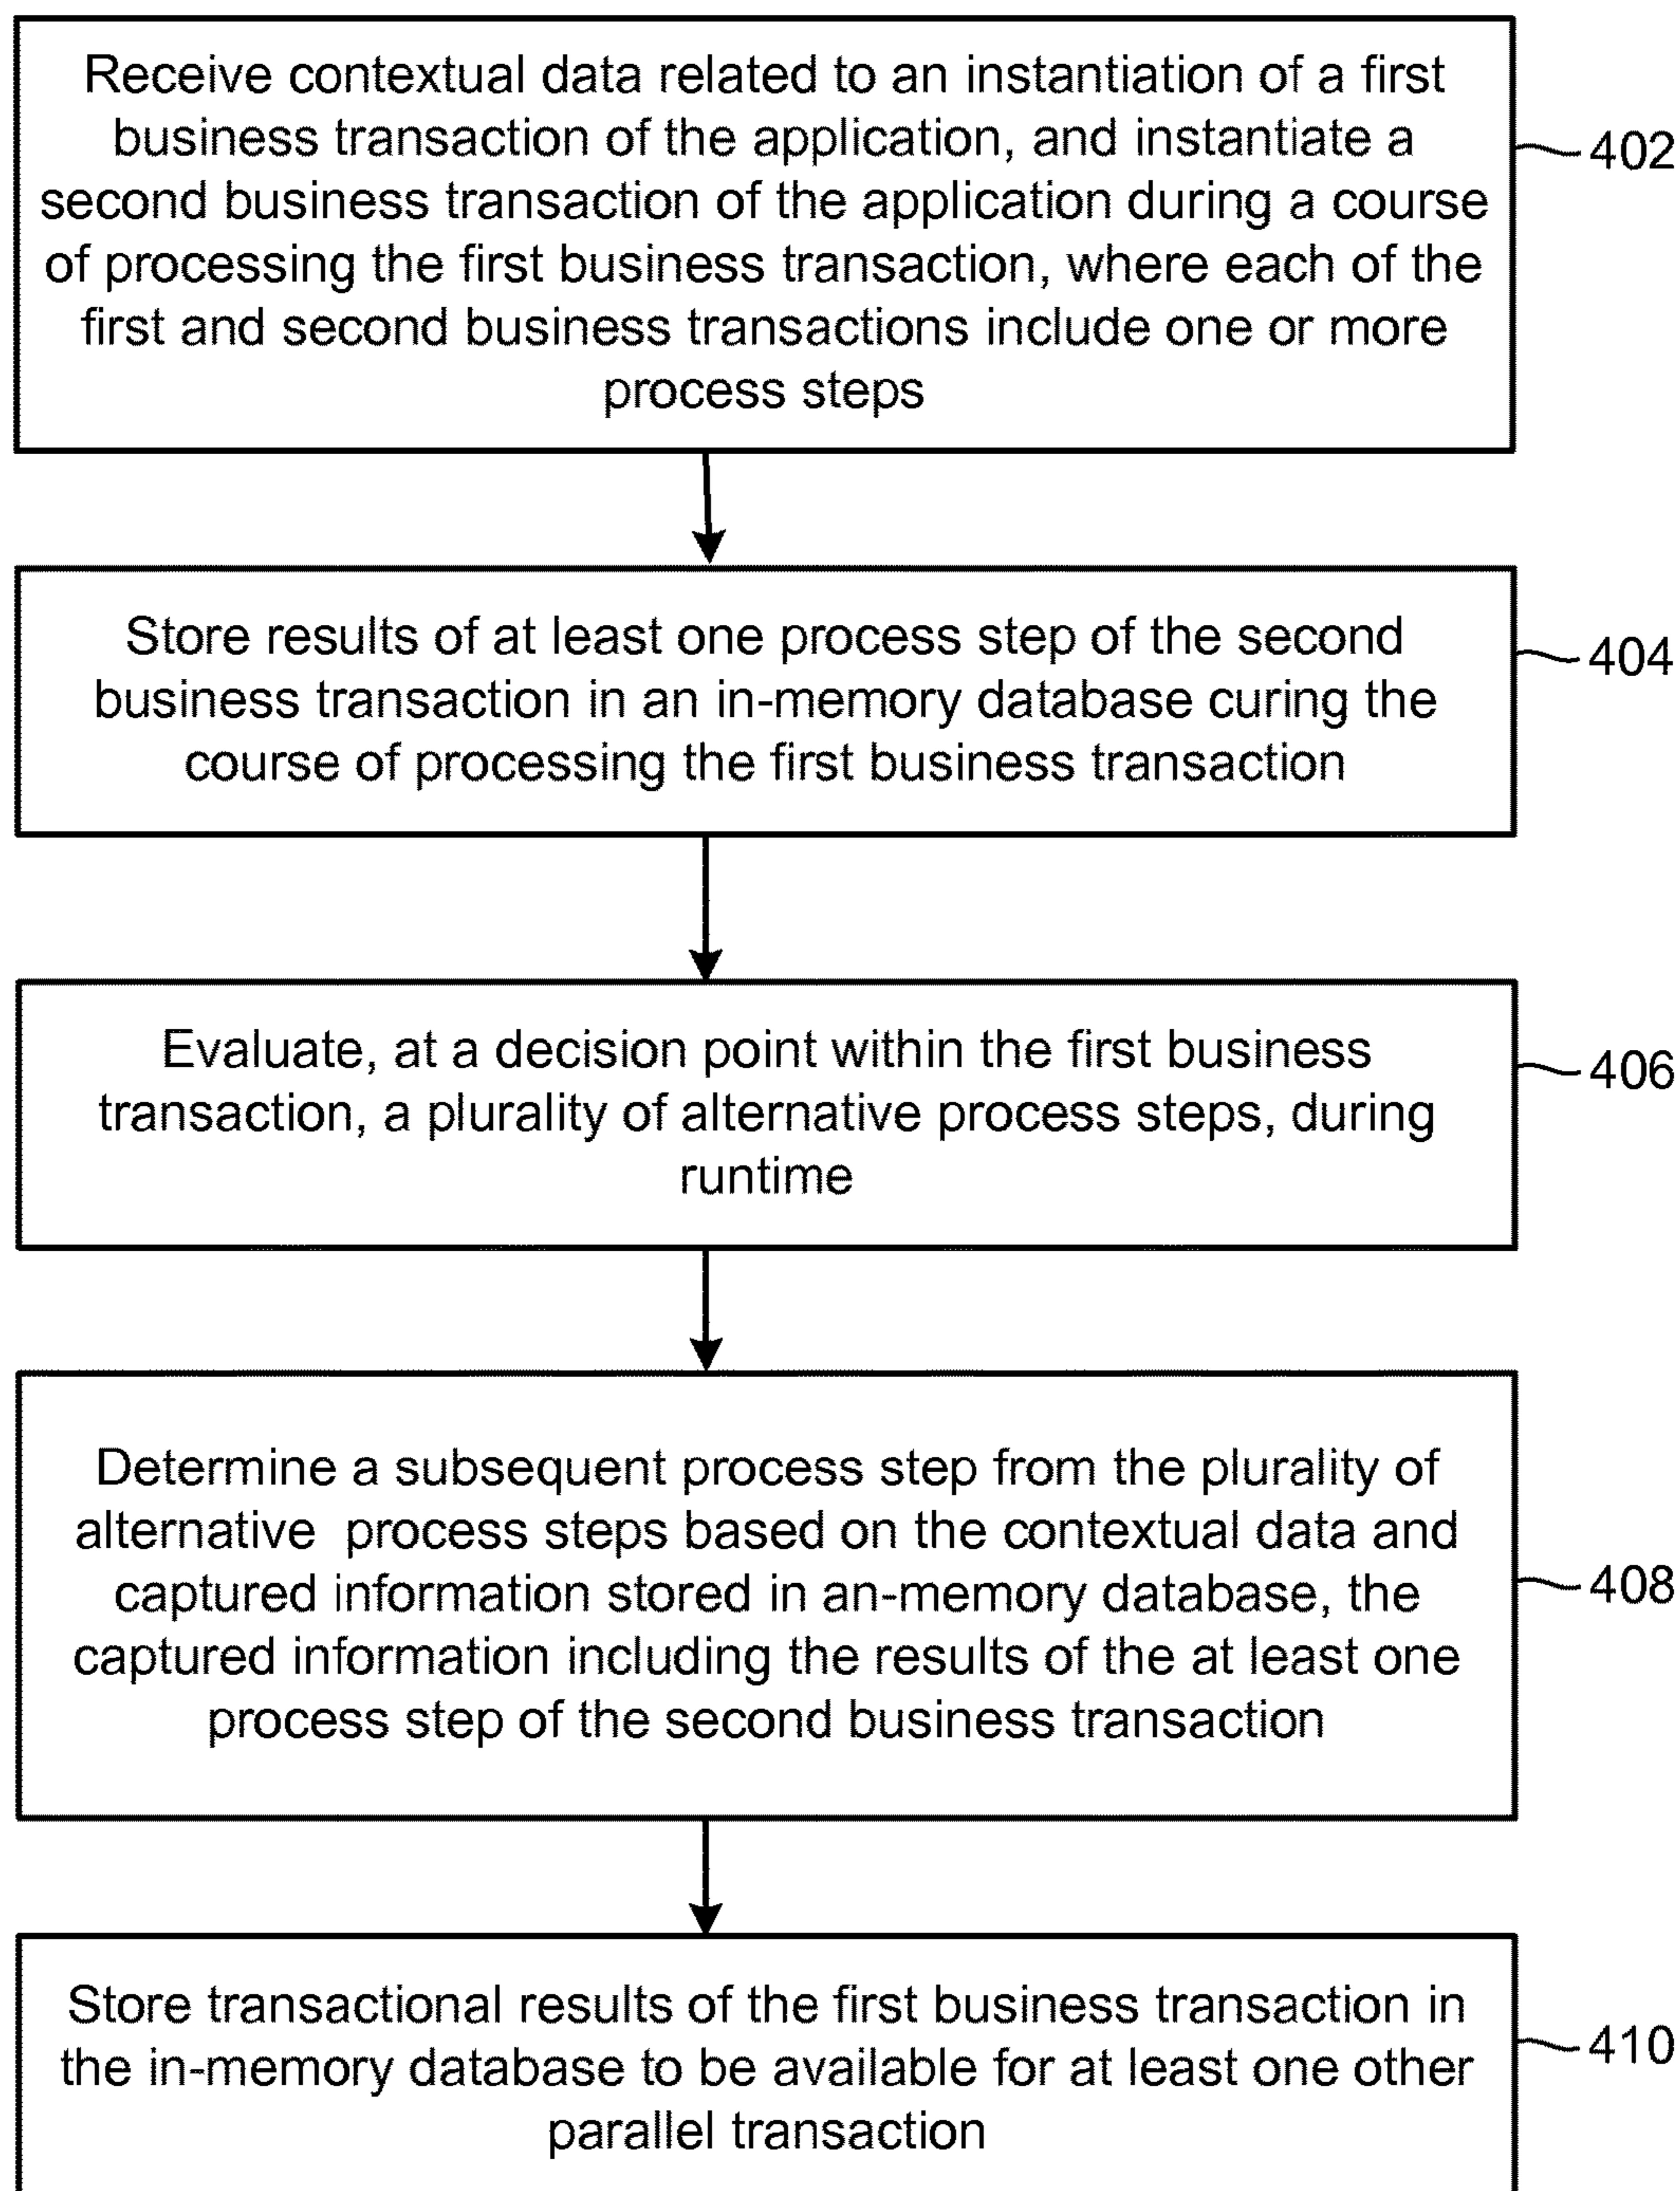 Receive contextual data related to an instantiation of a first
business transaction of the application, and instantiate a
second business transaction of the application during a course
of processing the first business transaction, where each of the
first and second business transactions include one or more
process steps
402
Store results of at least one process step of the second
business transaction in an in-memory database curing the
course of processing the first business transaction
404
Evaluate, at a decision point within the first business
transaction, a plurality of alternative process steps, during
runtime
406
Determine a subsequent process step from the plurality of
alternative process steps based on the contextual data and
captured information stored in an-memory database, the
captured information including the results of the at least one
process step of the second business transaction
408
Store transactional results of the first business transaction in
the in-memory database to be available for at least one other
parallel transaction
410